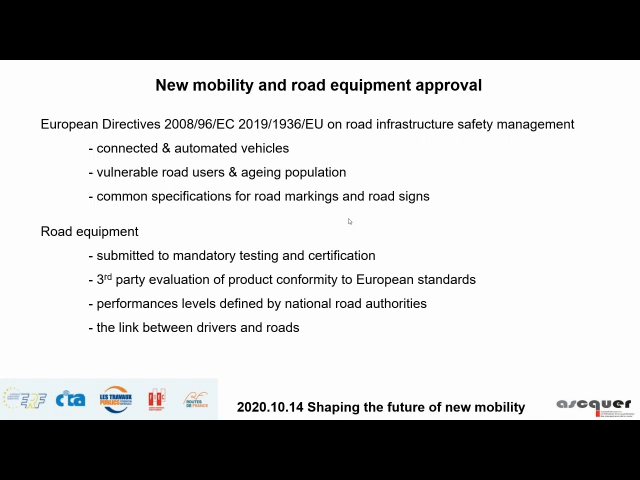 New mobility and road equipment approval
European Directives 2008/96/EC 2019/1936/EU on road infrastructure safety management
- connected & automated vehicles
- vulnerable road users & ageing population
- common specifications for road markings and road signs
Road equipment
- submitted to mandatory testing and certification
- 3rd party evaluation of product conformity to European standards
- performances levels defined by national road authorities
- the link between drivers and roads
ERF
cta
LES TRAVAUX
PUBLICS
ROUTES
DE FRANCE
2020.10.14 Shaping the future of new mobility
ascquer